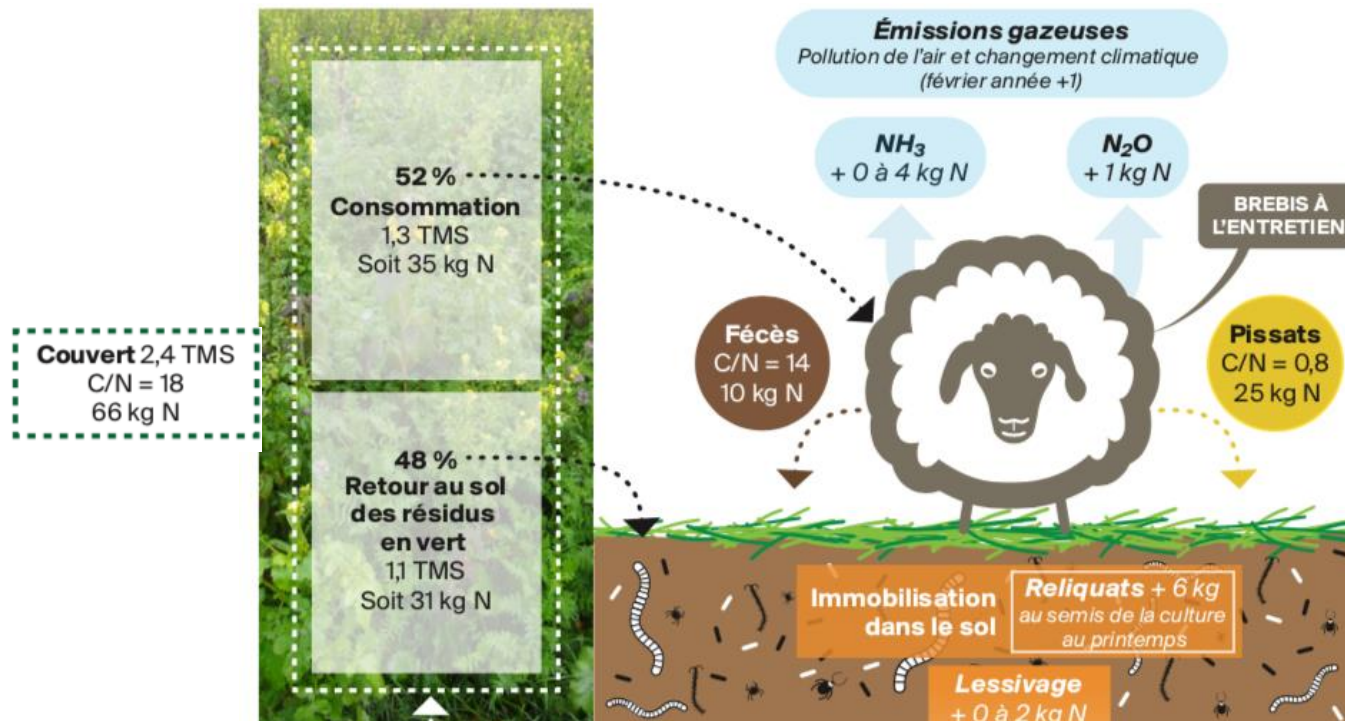 Émissions gazeuses
Pollution de l'air et changement climatique
(février année +1)
NH₃
+ 0 à 4 kg N
N₂O
+ 1 kg N
BREBIS À
L'ENTRETIEN
52 %
Consommation
1,3 TMS
Soit 35 kg N
Couvert 2,4 TMS
C/N = 18
66 kg N
Fécès
C/N = 14
10 kg N
Pissats
C/N = 0,8
25 kg N
48 %
Retour au sol
des résidus
en vert
1,1 TMS
Soit 31 kg N
Immobilisation
dans le sol
Reliquats + 6 kg
au semis de la culture
au printemps
Lessivage
+ 0 à 2 kg N